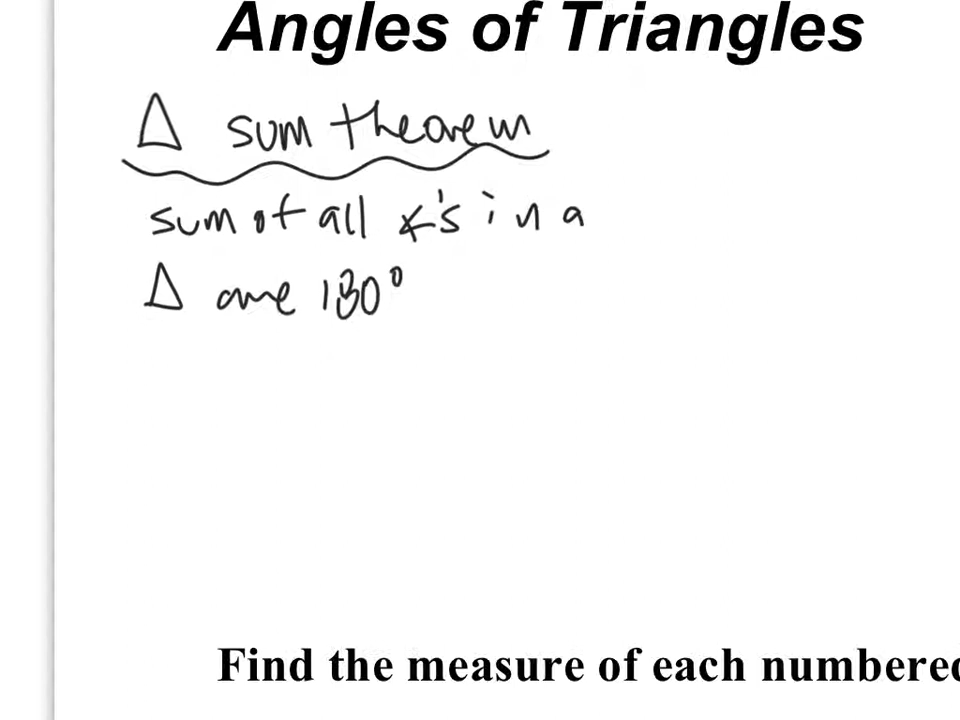 Angles of Triangles
Δ sum theorem
sum of all ∡'s in a
Δ are 180°
Find the measure of each numbered